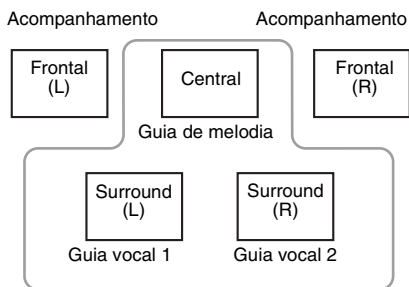 Acompanhamento Acompanhamento
Frontal (L) Central Frontal (R)
Guia de melodia
Surround (L) Surround (R)
Guia vocal 1 Guia vocal 2